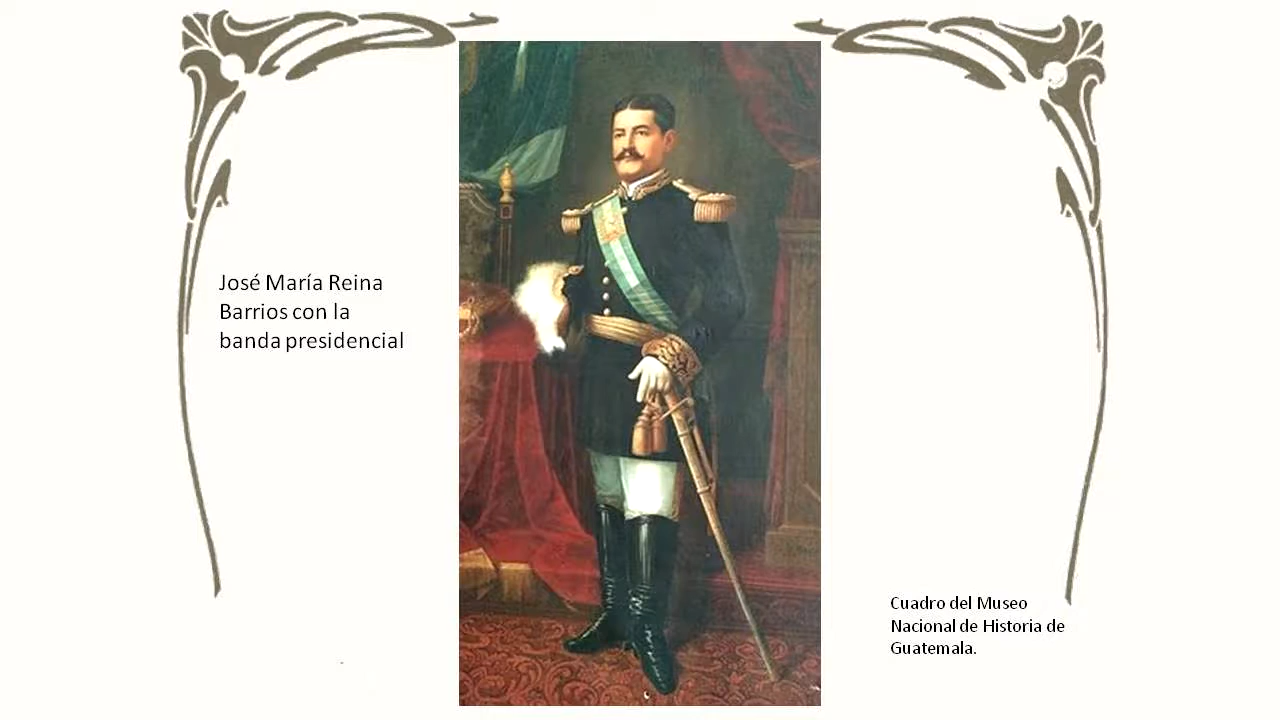 José María Reina
Barrios con la
banda presidencial
Cuadro del Museo
Nacional de Historia de
Guatemala.